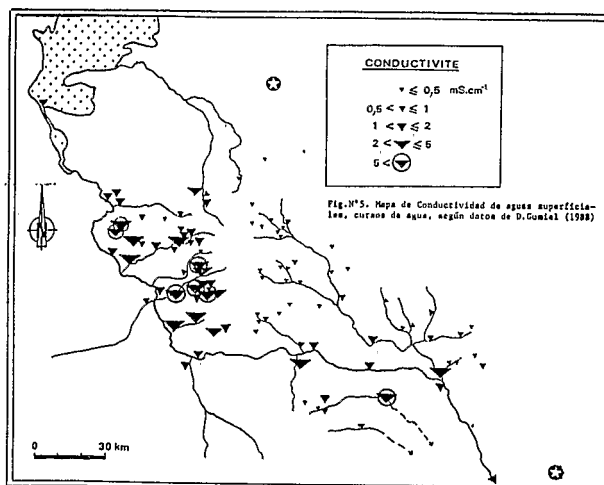 CONDUCTIVITE
≤ 0,5 mS.cm⁻¹
0,5 < ≤ 1
1 < ≤ 2
2 < ≤ 5
5 <
Fig.N°5. Mapa de Conductividad de aguas superficia-
les, cursos de agua, según datos de D.Gumiel (1988)
0 30 km